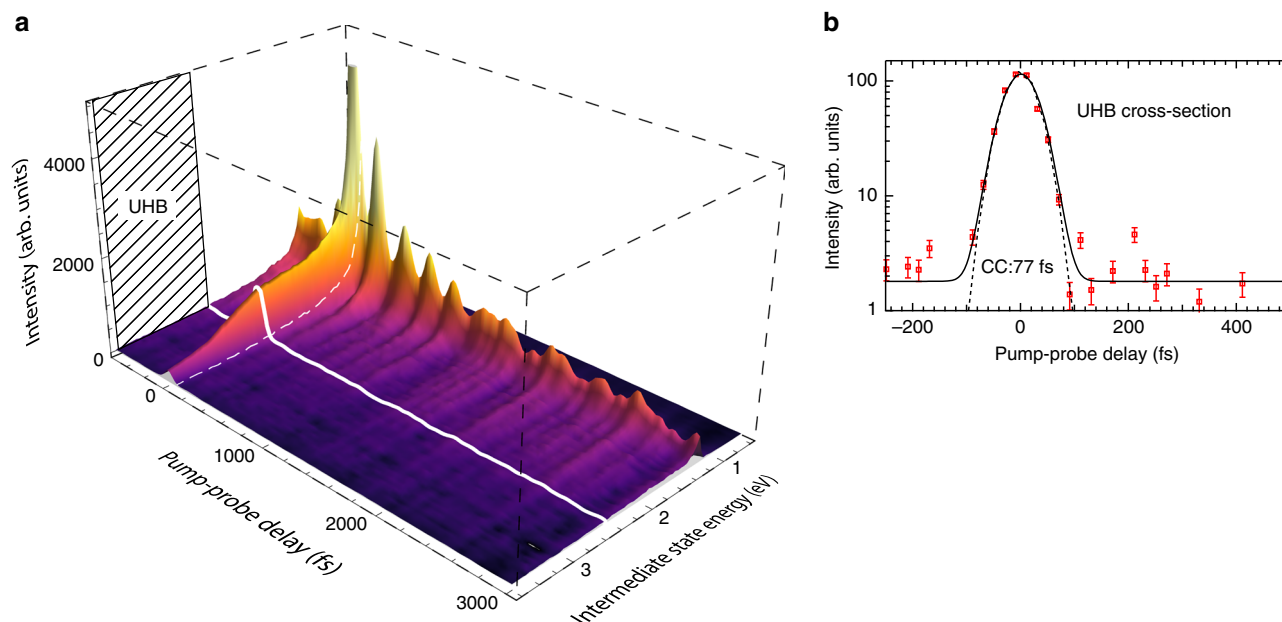 a
UHB
Intensity (arb. units)
4000
2000
0
0
1000
2000
3000
Pump-probe delay (fs)
3
2
1
Intermediate state energy (eV)
b
100
10
1
Intensity (arb. units)
UHB cross-section
CC:77 fs
−200
0
200
400
Pump-probe delay (fs)